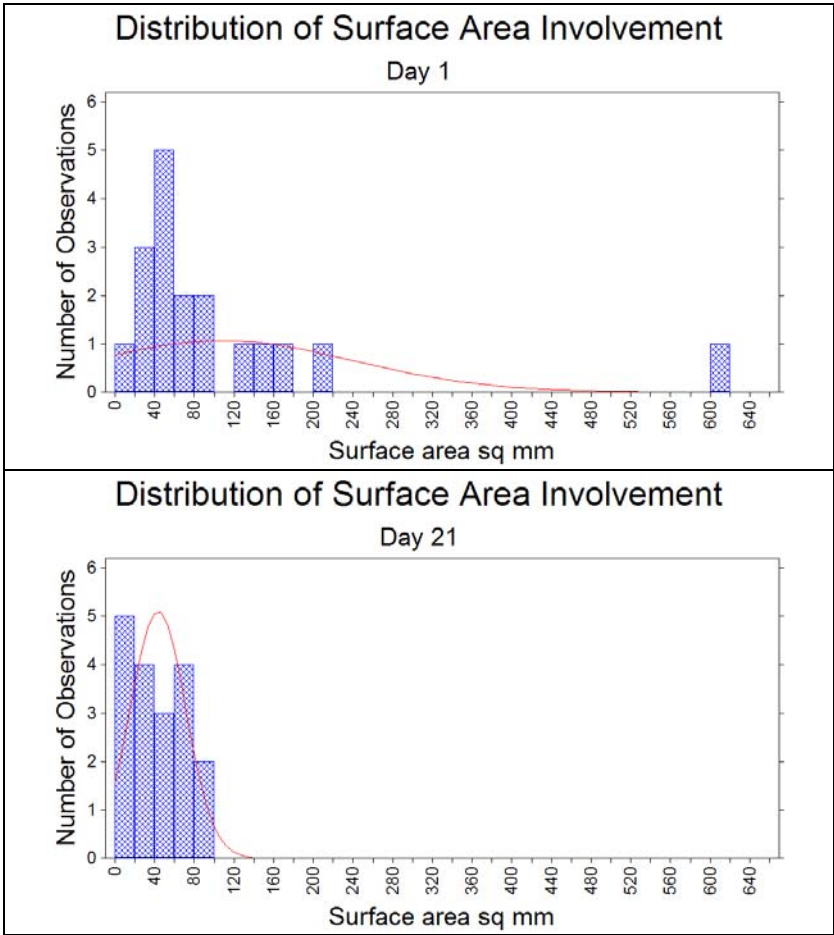 Distribution of Surface Area Involvement
Day 1
Number of Observations
6
5
4
3
2
1
0
0 40 80 120 160 200 240 280 320 360 400 440 480 520 560 600 640
Surface area sq mm
Distribution of Surface Area Involvement
Day 21
Number of Observations
6
5
4
3
2
1
0
0 40 80 120 160 200 240 280 320 360 400 440 480 520 560 600 640
Surface area sq mm